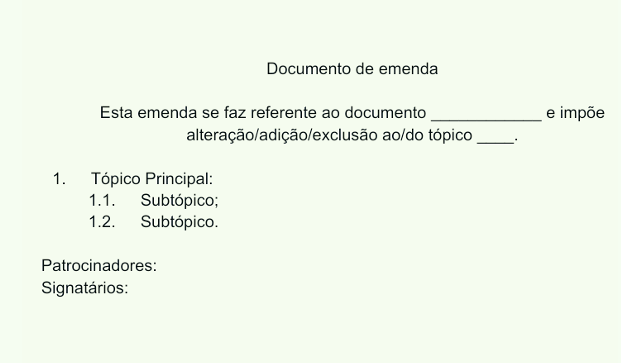 Documento de emenda
Esta emenda se faz referente ao documento _____________ e impõe
alteração/adição/exclusão ao/do tópico ____.
1. Tópico Principal:
1.1. Subtópico;
1.2. Subtópico.
Patrocinadores:
Signatários: